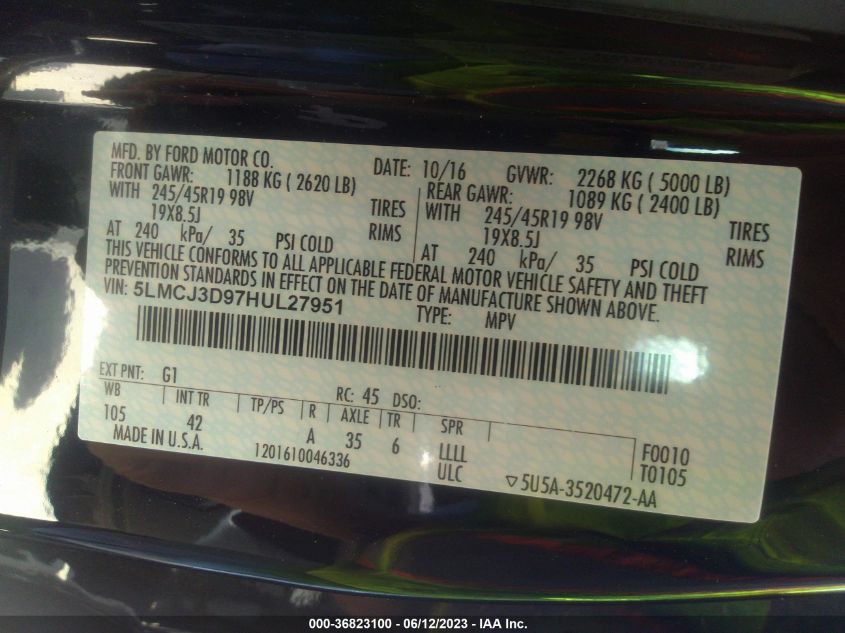 MFD. BY FORD MOTOR CO. DATE: 10/16 GVWR: 2268 KG ( 5000 LB)
FRONT GAWR: 1188 KG ( 2620 LB) REAR GAWR: 1089 KG ( 2400 LB)
WITH 245/45R19 98V TIRES WITH 245/45R19 98V TIRES
19X8.5J RIMS 19X8.5J RIMS
AT 240 kPa/ 35 PSI COLD AT 240 kPa/ 35 PSI COLD
THIS VEHICLE CONFORMS TO ALL APPLICABLE FEDERAL MOTOR VEHICLE SAFETY AND THEFT
PREVENTION STANDARDS IN EFFECT ON THE DATE OF MANUFACTURE SHOWN ABOVE.
VIN: 5LMCJ3D97HUL27951 TYPE: MPV
EXT PNT: G1 RC: 45 DSO:
WB INT TR TP/PS R AXLE TR SPR
105 42 A 35 6 LLLL F0010
MADE IN U.S.A. 1201610046336 ULC T0105
▽5U5A-3520472-AA
000-36823100 - 06/12/2023 - IAA Inc.